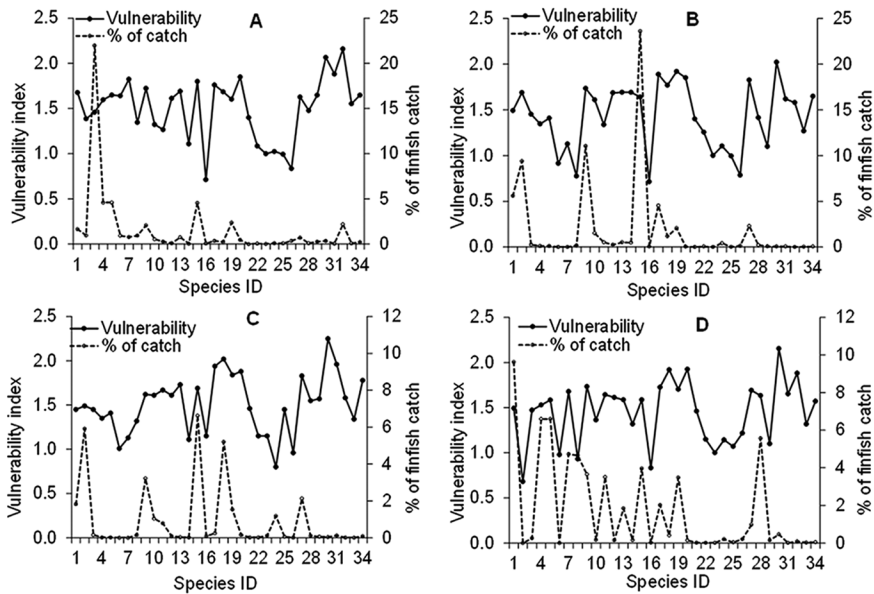 A
Vulnerability
% of catch
Vulnerability index
2.5
2.0
1.5
1.0
0.5
0.0
% of finfish catch
25
20
15
10
5
0
1 4 7 10 13 16 19 22 25 28 31 34
Species ID
B
Vulnerability
% of catch
Vulnerability index
2.5
2.0
1.5
1.0
0.5
0.0
% of finfish catch
25
20
15
10
5
0
1 4 7 10 13 16 19 22 25 28 31 34
Species ID
C
Vulnerability
% of catch
Vulnerability index
2.5
2.0
1.5
1.0
0.5
0.0
% of finfish catch
12
10
8
6
4
2
0
1 4 7 10 13 16 19 22 25 28 31 34
Species ID
D
Vulnerability
% of catch
Vulnerability index
2.5
2.0
1.5
1.0
0.5
0.0
% of finfish catch
12
10
8
6
4
2
0
1 4 7 10 13 16 19 22 25 28 31 34
Species ID